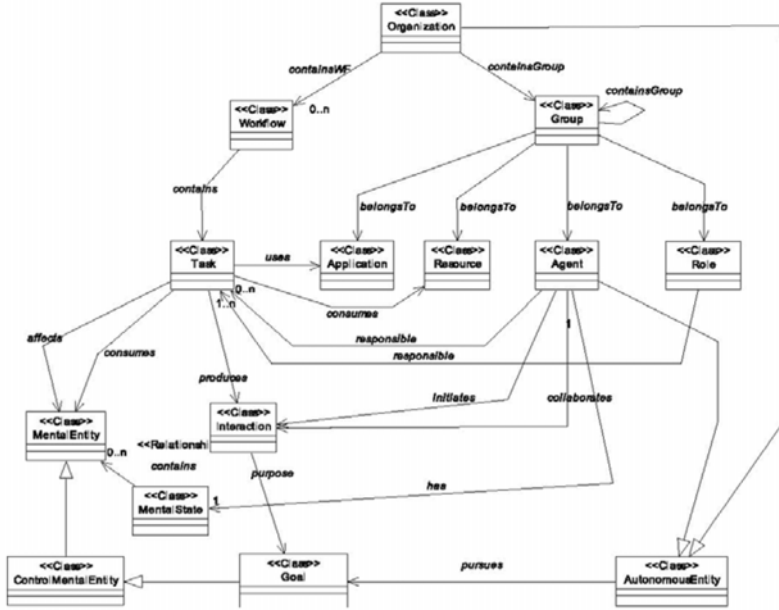 <<Class>>
Organization
containsWF
containsGroup
containsGroup
<<Class>>
Workflow
0..n
<<Class>>
Group
contains
belongsTo
belongsTo
belongsTo
belongsTo
<<Class>>
Task
uses
<<Class>>
Application
<<Class>>
Resource
<<Class>>
Agent
<<Class>>
Role
0..n
1..n
consumes
1
affects
consumes
responsible
responsible
produces
initiates
collaborates
<<Class>>
MentalEntity
<<Class>>
Interaction
<<Relationshi
0..n
contains
purpose
<<Class>>
MentalState
1
has
<<Class>>
ControlMentalEntity
<<Class>>
Goal
pursues
<<Class>>
AutonomousEntity